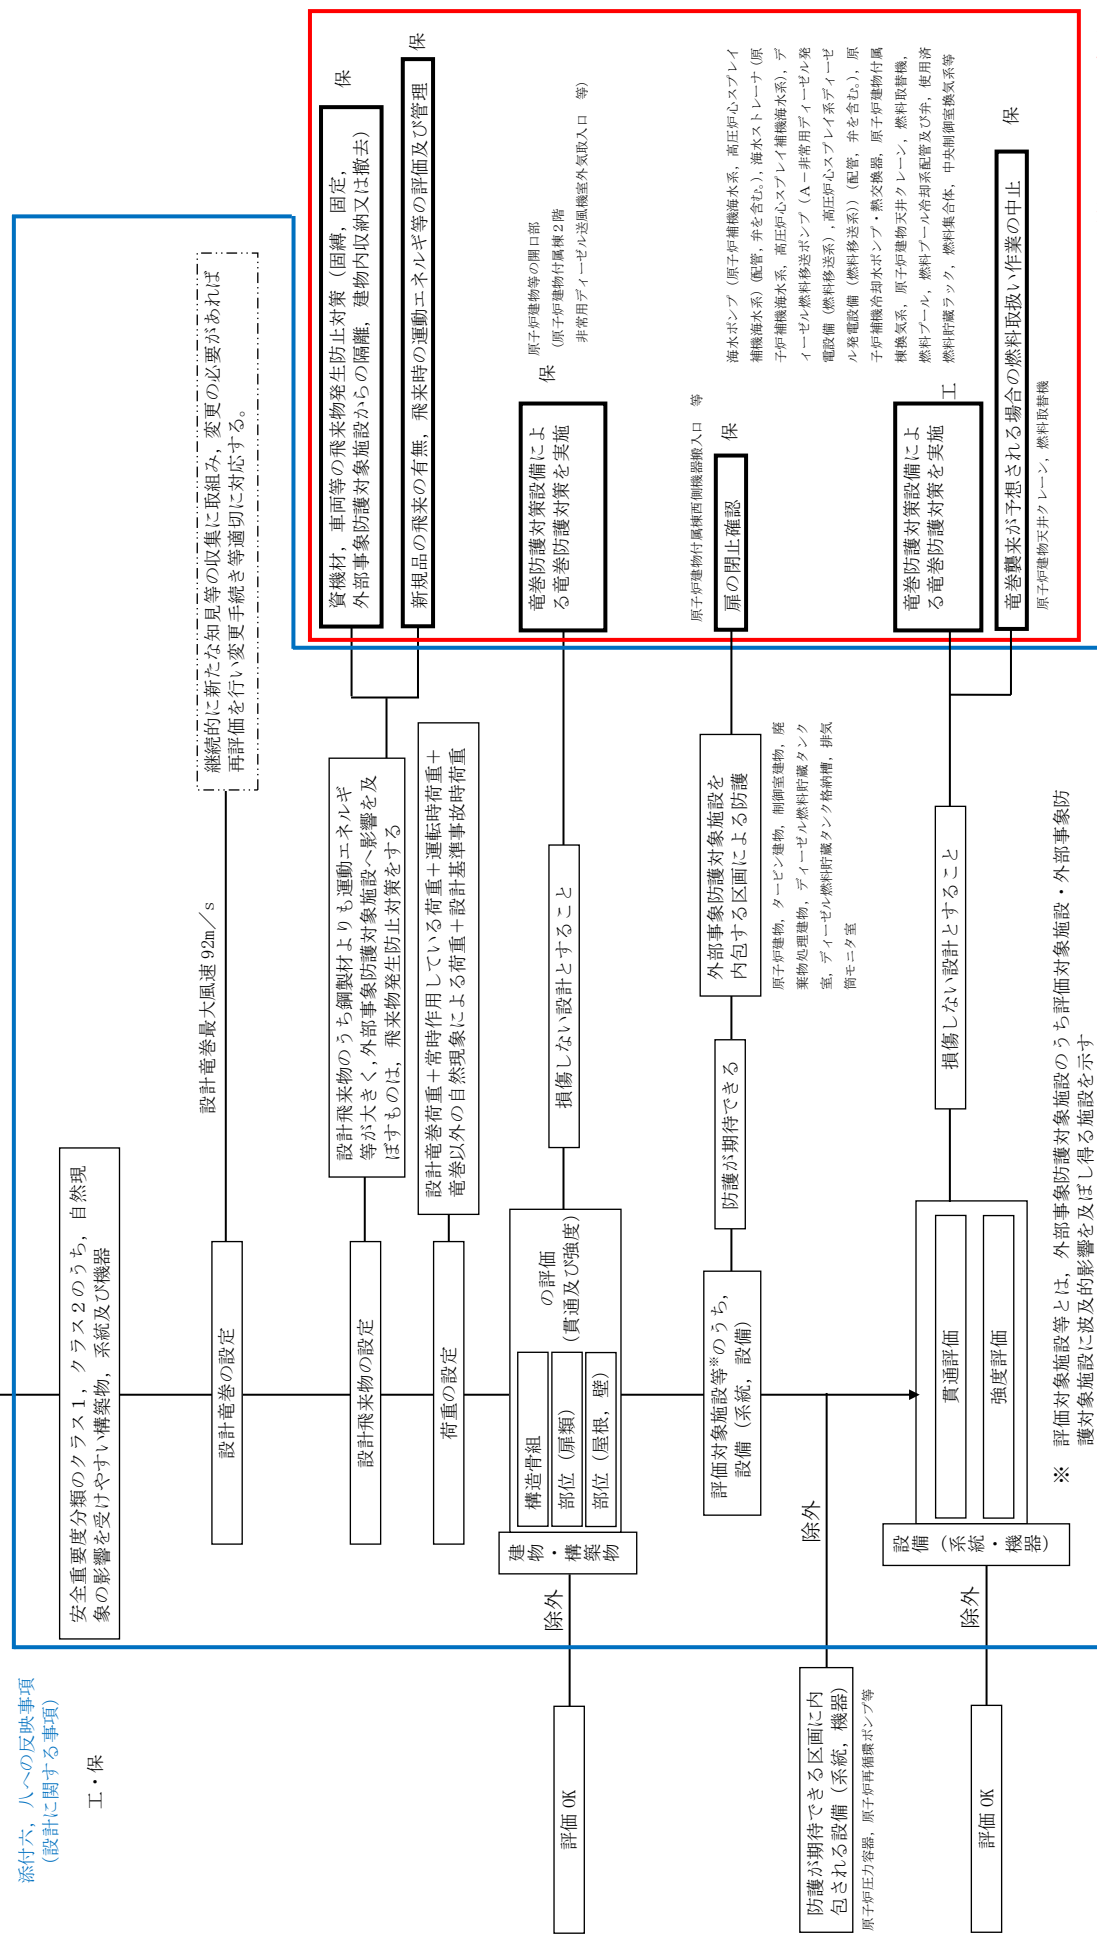 添付六，八への反映事項
（設計に関する事項）
工・保
安全重要度分類のクラス１，クラス２のうち，自然現
象の影響を受けやすい構築物，系統及び機器
設計竜巻の設定
設計竜巻最大風速 92m／s
継続的に新たな知見等の収集に取組み，変更の必要があれば
再評価を行い変更手続き等適切に対応する。
設計飛来物の設定
設計飛来物のうち鋼製材よりも運動エネルギ
等が大きく，外部事象防護対象施設へ影響を及
ぼすものは，飛来物発生防止対策をする
資機材，車両等の飛来物発生防止対策（固縛，固定，
外部事象防護対象施設からの隔離，建物内収納又は撤去）
保
新規品の飛来の有無，飛来時の運動エネルギ等の評価及び管理
保
荷重の設定
設計竜巻荷重＋常時作用している荷重＋運転時荷重＋
竜巻以外の自然現象による荷重＋設計基準事故時荷重
建物・構築物
構造骨組
部位（扉類）
部位（屋根，壁）
の評価
（貫通及び強度）
損傷しない設計とすること
竜巻防護対策設備によ
る竜巻防護対策を実施
保
原子炉建物等の開口部
（原子炉建物付属棟２階
非常用ディーゼル送風機室外気取入口　等）
除外
評価 OK
評価対象施設等※のうち，
設備（系統，設備）
防護が期待できる
外部事象防護対象施設を
内包する区画による防護
原子炉建物，タービン建物，制御室建物，廃
棄物処理建物，ディーゼル燃料貯蔵タンク
室，ディーゼル燃料貯蔵タンク格納槽，排気
筒モニタ室
原子炉建物付属棟西側機器搬入口　等
扉の閉止確認
保
除外
防護が期待できる区画に内
包される設備（系統，機器）
原子炉圧力容器，原子炉再循環ポンプ等
設備（系統・機器）
貫通評価
強度評価
損傷しない設計とすること
海水ポンプ（原子炉補機海水系，高圧炉心スプレイ
補機海水系）（配管，弁を含む。），海水ストレーナ（原
子炉補機海水系，高圧炉心スプレイ補機海水系），デ
ィーゼル燃料移送ポンプ（Ａ－非常用ディーゼル発
電設備（燃料移送系），高圧炉心スプレイ系ディーゼ
ル発電設備（燃料移送系））（配管，弁を含む。），原
子炉補機冷却水ポンプ・熱交換器，原子炉建物付属
棟換気系，原子炉建物天井クレーン，燃料取替機，
燃料プール，燃料プール冷却系配管及び弁，使用済
燃料貯蔵ラック，燃料集合体，中央制御室換気系等
竜巻防護対策設備によ
る竜巻防護対策を実施
工
竜巻襲来が予想される場合の燃料取扱い作業の中止
保
原子炉建物天井クレーン，燃料取替機
除外
評価 OK
※　評価対象施設等とは，外部事象防護対象施設のうち評価対象施設・外部事象防
護対象施設に波及的影響を及ぼし得る施設を示す